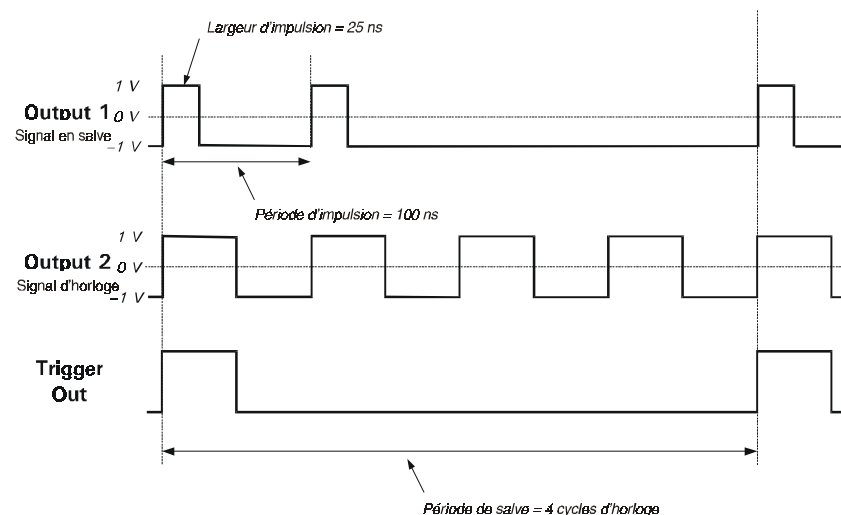 Largeur d'impulsion = 25 ns
1 V
Output 1 0 V
Signal en salve
–1 V
Période d'impulsion = 100 ns
1 V
Output 2 0 V
Signal d'horloge
–1 V
Trigger
Out
Période de salve = 4 cycles d'horloge